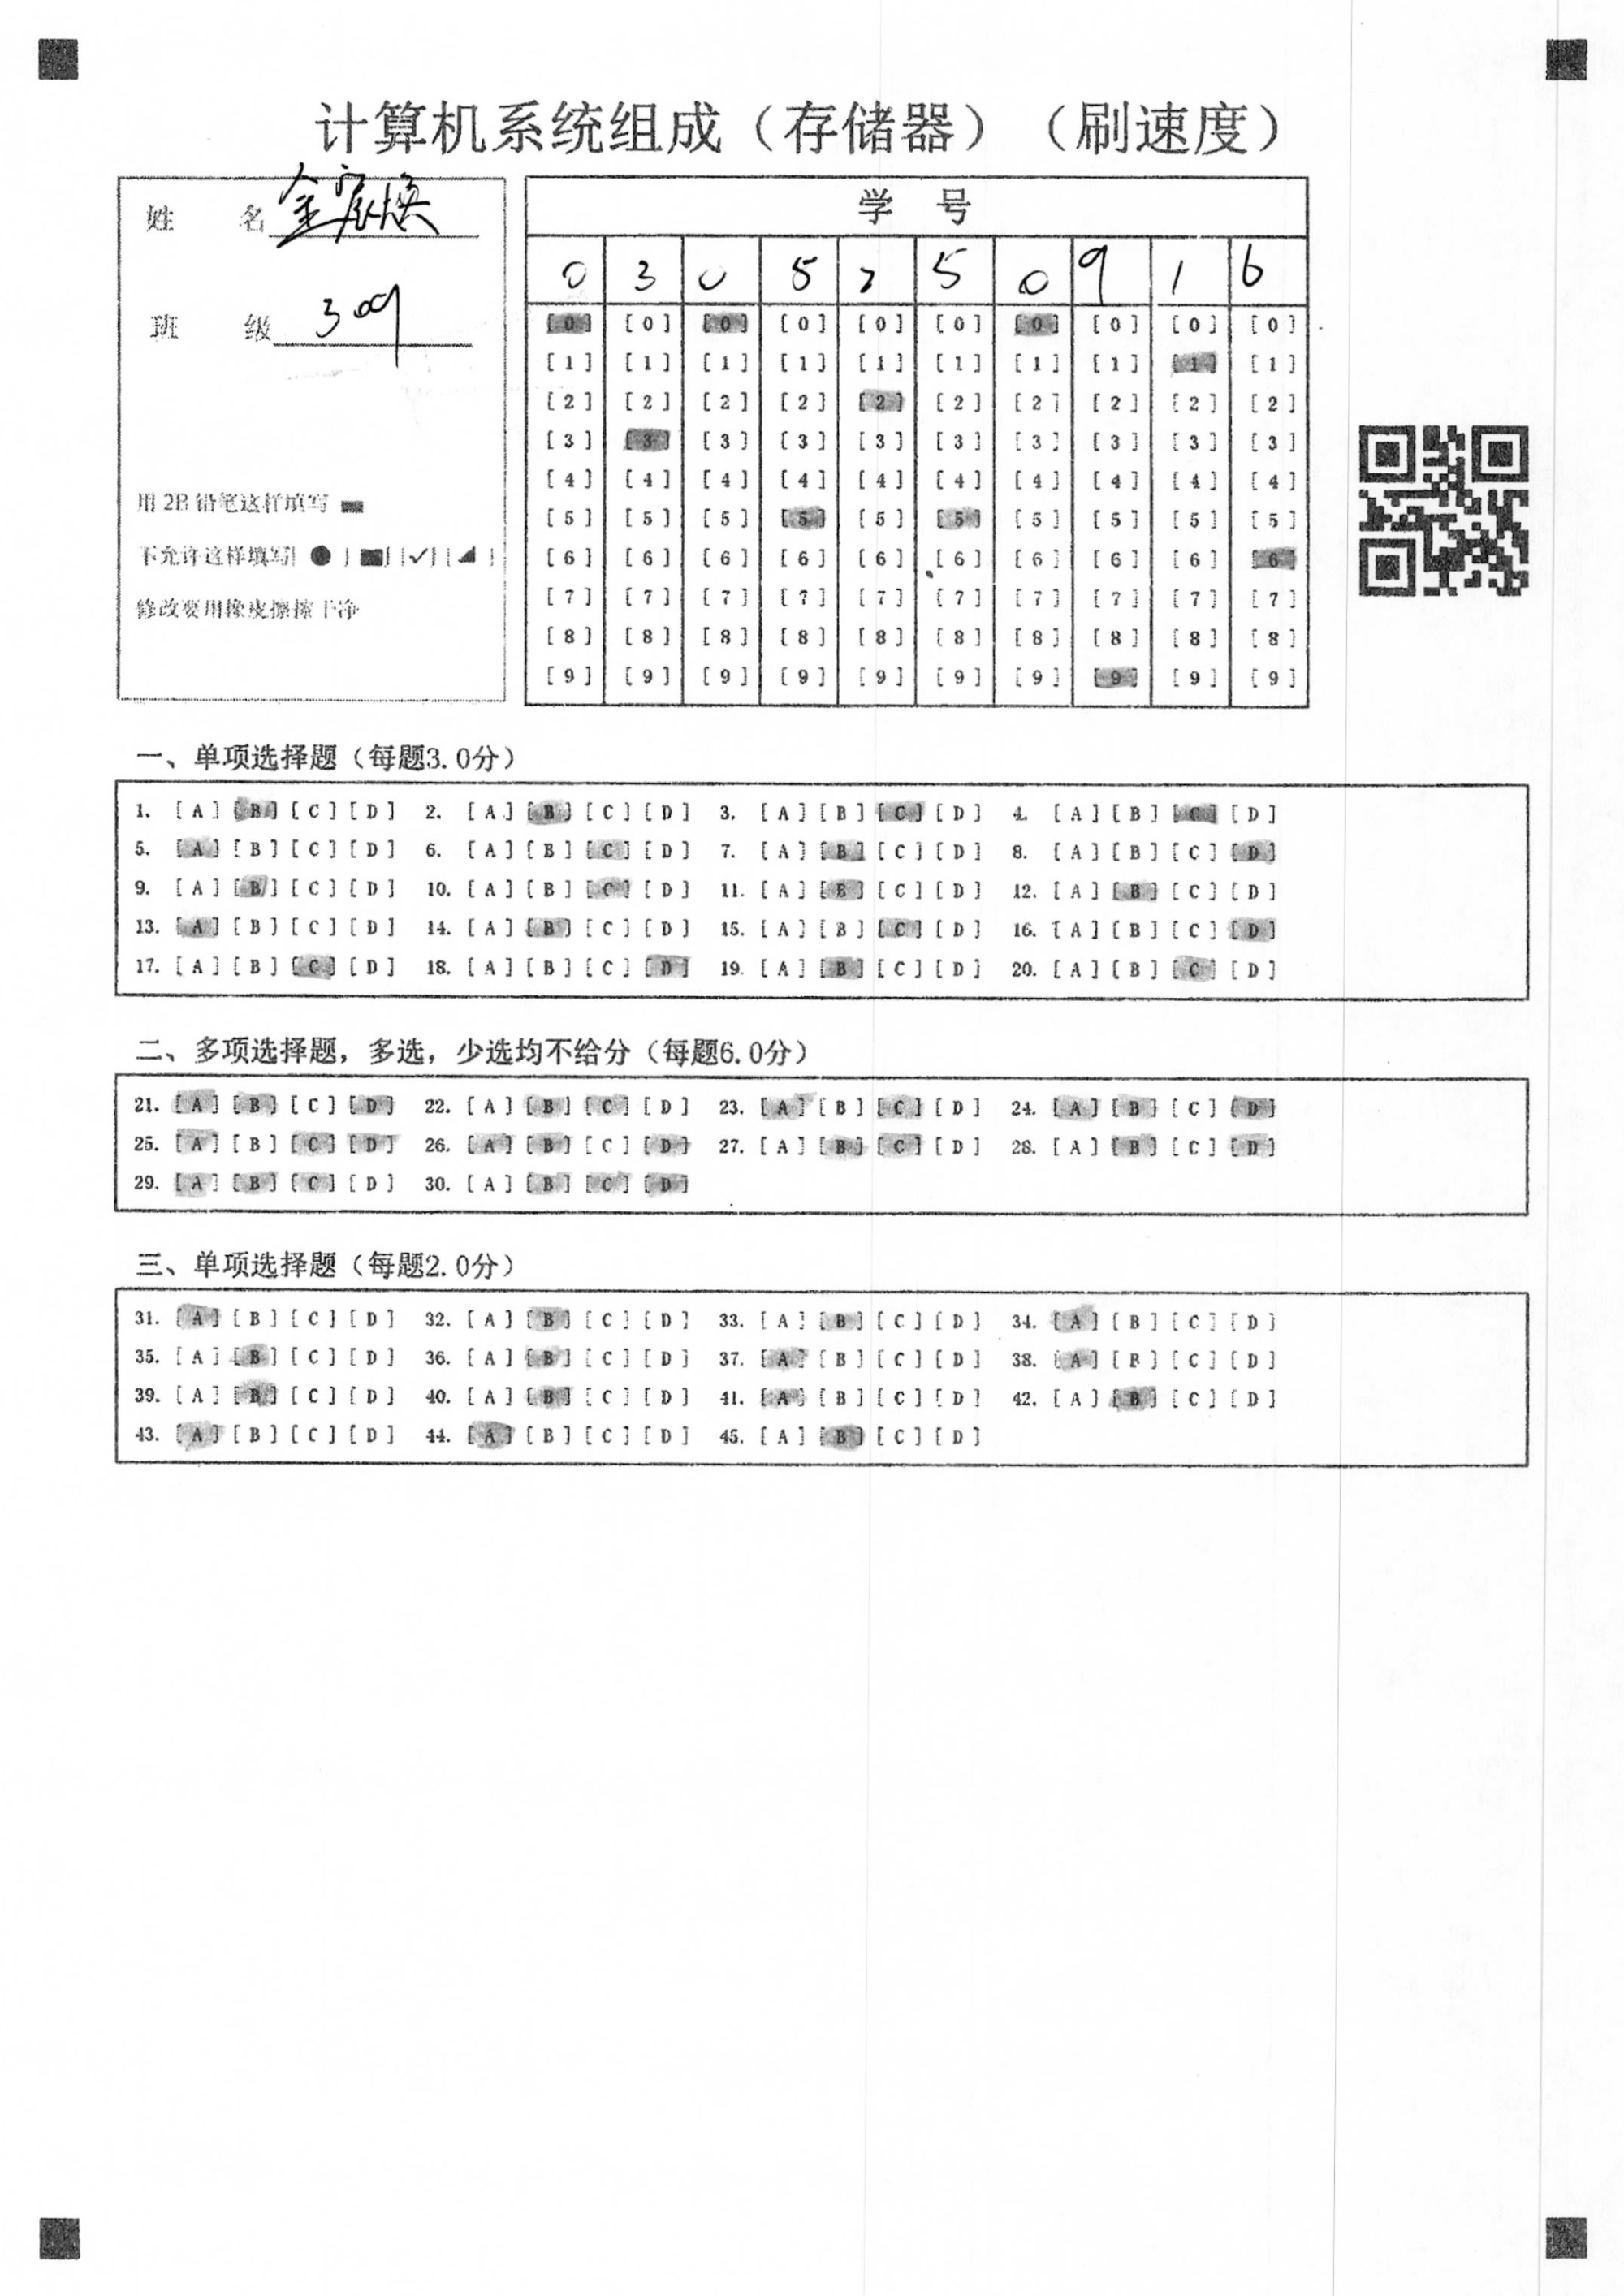 计算机系统组成（存储器）（刷速度）
姓 名 金宸焕
班 级 309
用 2B 铅笔这样填写
不允许这样填写
修改要用橡皮擦擦干净
学 号
0 3 0 5 2 5 0 9 1 6
[0] [0] [0] [0] [0] [0] [0] [0] [0] [0]
[1] [1] [1] [1] [1] [1] [1] [1] [1] [1]
[2] [2] [2] [2] [2] [2] [2] [2] [2] [2]
[3] [3] [3] [3] [3] [3] [3] [3] [3] [3]
[4] [4] [4] [4] [4] [4] [4] [4] [4] [4]
[5] [5] [5] [5] [5] [5] [5] [5] [5] [5]
[6] [6] [6] [6] [6] [6] [6] [6] [6] [6]
[7] [7] [7] [7] [7] [7] [7] [7] [7] [7]
[8] [8] [8] [8] [8] [8] [8] [8] [8] [8]
[9] [9] [9] [9] [9] [9] [9] [9] [9] [9]
一、单项选择题（每题3.0分）
1. [A] [B] [C] [D] 2. [A] [B] [C] [D] 3. [A] [B] [C] [D] 4. [A] [B] [C] [D]
5. [A] [B] [C] [D] 6. [A] [B] [C] [D] 7. [A] [B] [C] [D] 8. [A] [B] [C] [D]
9. [A] [B] [C] [D] 10. [A] [B] [C] [D] 11. [A] [B] [C] [D] 12. [A] [B] [C] [D]
13. [A] [B] [C] [D] 14. [A] [B] [C] [D] 15. [A] [B] [C] [D] 16. [A] [B] [C] [D]
17. [A] [B] [C] [D] 18. [A] [B] [C] [D] 19. [A] [B] [C] [D] 20. [A] [B] [C] [D]
二、多项选择题，多选，少选均不给分（每题6.0分）
21. [A] [B] [C] [D] 22. [A] [B] [C] [D] 23. [A] [B] [C] [D] 24. [A] [B] [C] [D]
25. [A] [B] [C] [D] 26. [A] [B] [C] [D] 27. [A] [B] [C] [D] 28. [A] [B] [C] [D]
29. [A] [B] [C] [D] 30. [A] [B] [C] [D]
三、单项选择题（每题2.0分）
31. [A] [B] [C] [D] 32. [A] [B] [C] [D] 33. [A] [B] [C] [D] 34. [A] [B] [C] [D]
35. [A] [B] [C] [D] 36. [A] [B] [C] [D] 37. [A] [B] [C] [D] 38. [A] [B] [C] [D]
39. [A] [B] [C] [D] 40. [A] [B] [C] [D] 41. [A] [B] [C] [D] 42. [A] [B] [C] [D]
43. [A] [B] [C] [D] 44. [A] [B] [C] [D] 45. [A] [B] [C] [D]